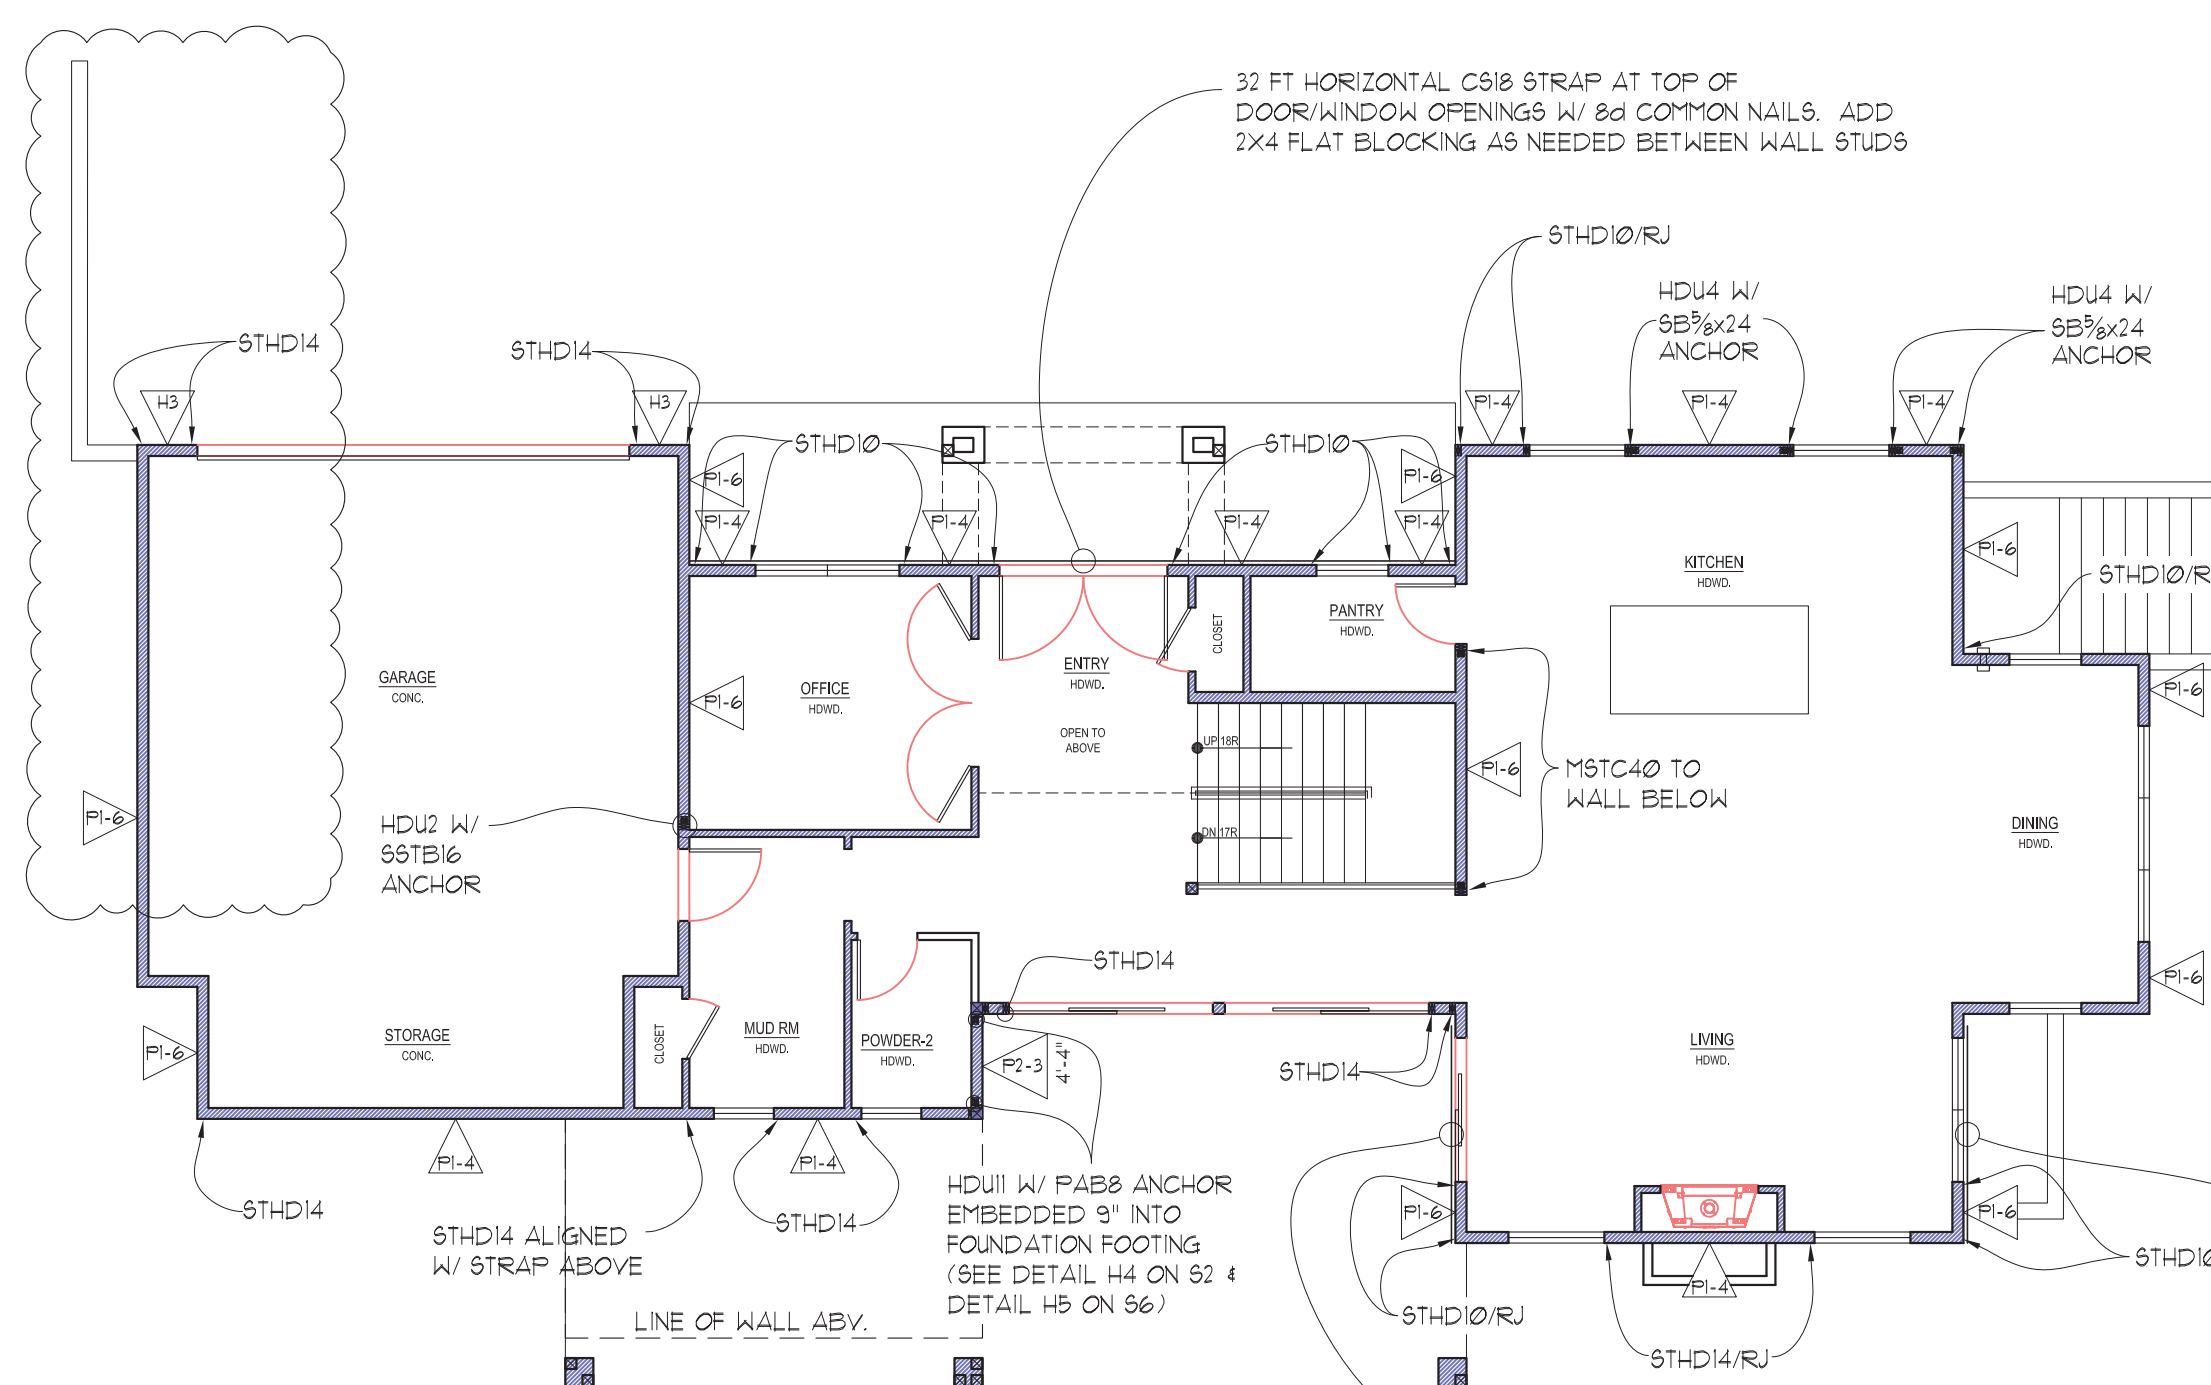 32 FT HORIZONTAL CS18 STRAP AT TOP OF
DOOR/WINDOW OPENINGS W/ 8d COMMON NAILS. ADD
2X4 FLAT BLOCKING AS NEEDED BETWEEN WALL STUDS
STHD10/RJ
HDU4 W/
SB5/8x24
ANCHOR
HDU4 W/
SB5/8x24
ANCHOR
STHD14
STHD14
H3
H3
P1-4
P1-4
P1-4
STHD10
STHD10
P1-6
P1-6
P1-4
P1-4
P1-4
P1-4
P1-6
KITCHEN
HDWD.
STHD10/R
PANTRY
HDWD.
CLOSET
ENTRY
HDWD.
GARAGE
CONC.
OFFICE
HDWD.
P1-6
P1-6
OPEN TO
ABOVE
UP 18R
P1-6
MSTC40 TO
WALL BELOW
P1-6
HDU2 W/
SSTB16
ANCHOR
DN 17R
DINING
HDWD.
STHD14
P1-6
STORAGE
CONC.
CLOSET
MUD RM
HDWD.
POWDER-2
HDWD.
P1-6
P2-3
4'-4"
STHD14
LIVING
HDWD.
P1-4
P1-4
HDU11 W/ PAB8 ANCHOR
EMBEDDED 9" INTO
FOUNDATION FOOTING
(SEE DETAIL H4 ON S2 &
DETAIL H5 ON S6)
STHD14
STHD14 ALIGNED
W/ STRAP ABOVE
STHD14
P1-6
P1-6
STHD10
P1-4
LINE OF WALL ABV.
STHD10/RJ
STHD14/RJ